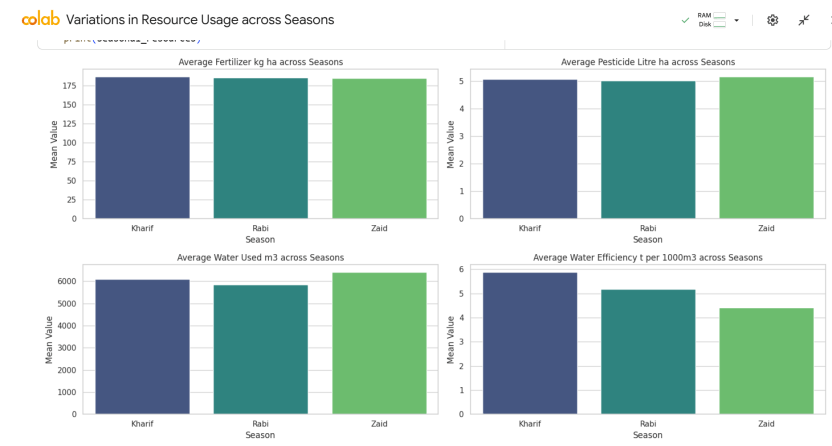 colab Variations in Resource Usage across Seasons
RAM
Disk
Average Fertilizer kg ha across Seasons
Mean Value
175
150
125
100
75
50
25
0
Kharif Rabi Zaid
Season
Average Pesticide Litre ha across Seasons
Mean Value
5
4
3
2
1
0
Kharif Rabi Zaid
Season
Average Water Used m3 across Seasons
Mean Value
6000
5000
4000
3000
2000
1000
0
Kharif Rabi Zaid
Season
Average Water Efficiency t per 1000m3 across Seasons
Mean Value
6
5
4
3
2
1
0
Kharif Rabi Zaid
Season